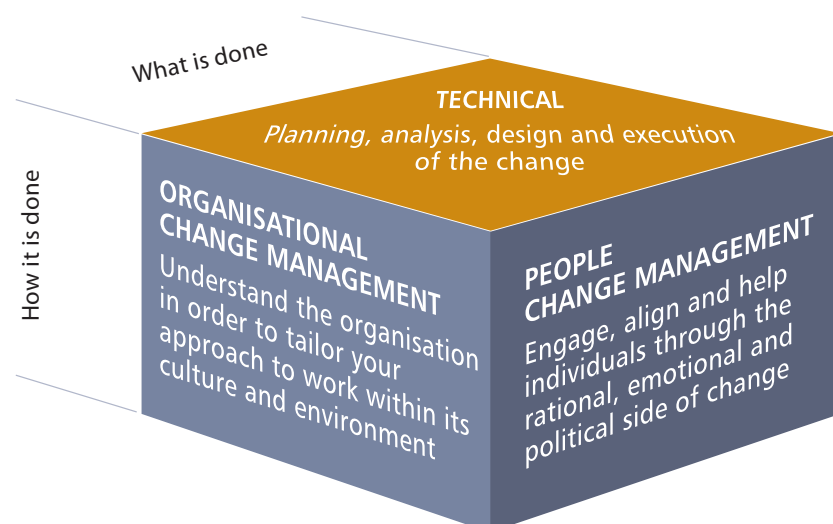 What is done
TECHNICAL
Planning, analysis, design and execution
of the change
How it is done
ORGANISATIONAL
CHANGE MANAGEMENT
Understand the organisation
in order to tailor your
approach to work within its
culture and environment
PEOPLE
CHANGE MANAGEMENT
Engage, align and help
individuals through the
rational, emotional and
political side of change